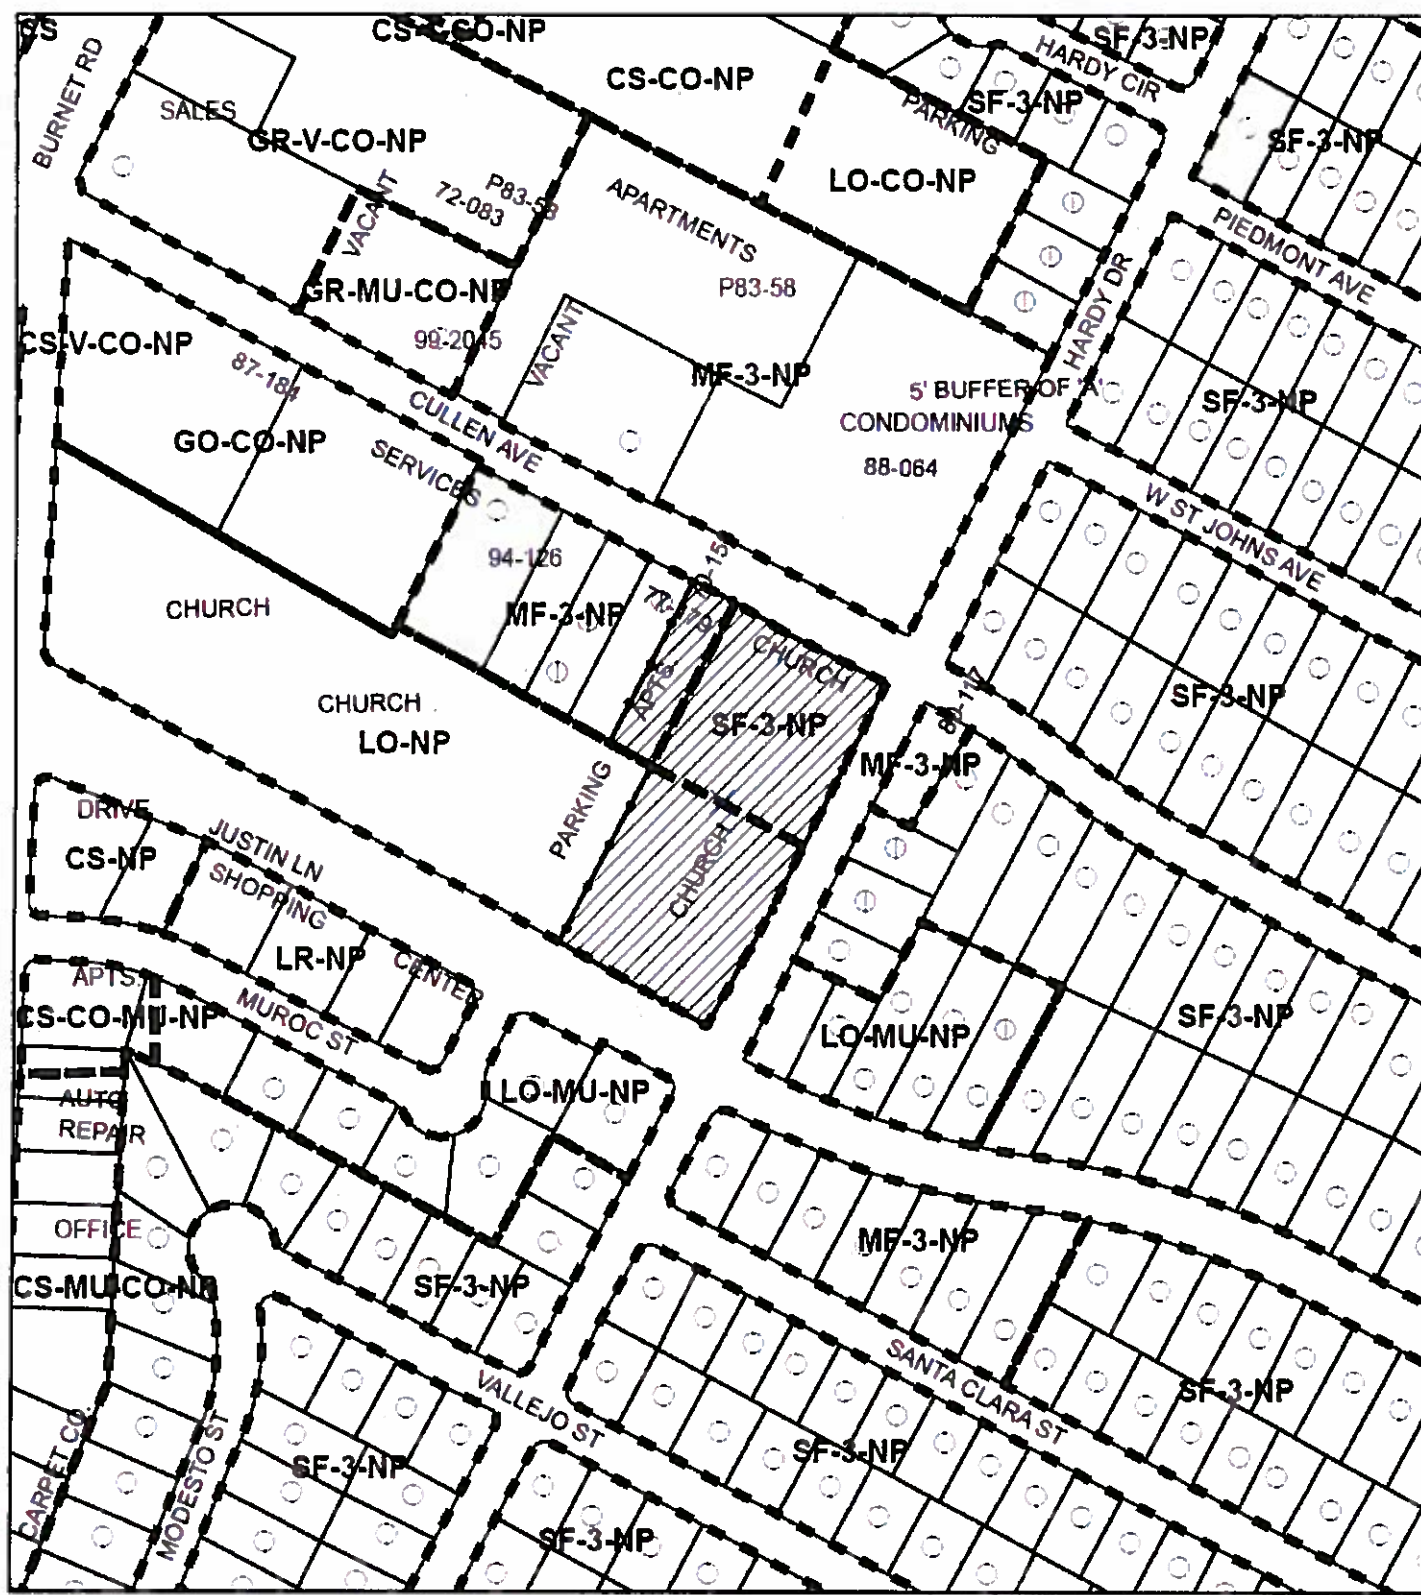 CS
CS-CO-NP
HARDY CIR
SF-3-NP
BURNET RD
CS-CO-NP
SALES
PARKING
SF-3-NP
GR-V-CO-NP
SF-3-NP
LO-CO-NP
P83-58
72-083
VACANT
APARTMENTS
PIEDMONT AVE
GR-MU-CO-NP
P83-58
HARDY DR
CS-V-CO-NP
99-2045
VACANT
87-184
MF-3-NP
5' BUFFER OF 'A'
CONDOMINIUMS
SF-3-NP
CULLEN AVE
GO-CO-NP
SERVICES
88-064
W ST JOHNS AVE
94-126
CHURCH
MF-3-NP
CHURCH
APTS.
SF-3-NP
SF-3-NP
CHURCH
LO-NP
MF-3-NP
PARKING
DRIVE
JUSTIN LN
CS-NP
SHOPPING
CHURCH
LR-NP
CENTER
APTS.
MUROC ST
CS-CO-MU-NP
SF-3-NP
LO-MU-NP
LO-MU-NP
AUTO
REPAIR
OFFICE
MF-3-NP
CS-MU-CO-NP
SF-3-NP
SANTA CLARA ST
VALLEJO ST
SF-3-NP
CARPET CO.
MODESTO ST
SF-3-NP
SF-3-NP
SF-3-NP